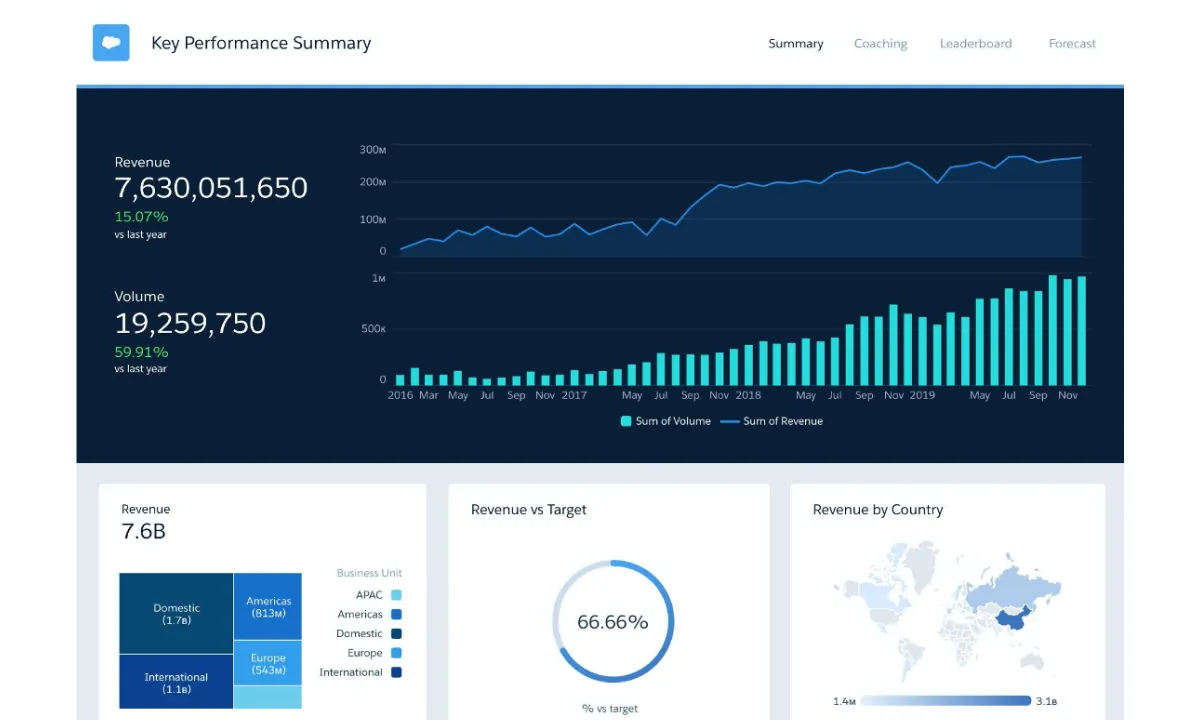 Key Performance Summary
Summary Coaching Leaderboard Forecast
Revenue
7,630,051,650
15.07%
vs last year
300M
200M
100M
0
Volume
19,259,750
59.91%
vs last year
1M
500K
0
2016 Mar May Jul Sep Nov 2017 May Jul Sep Nov 2018 May Jul Sep Nov 2019 May Jul Sep Nov
Sum of Volume Sum of Revenue
Revenue
7.6B
Domestic
(1.7B)
Americas
(813M)
International
(1.1B)
Europe
(543M)
Business Unit
APAC
Americas
Domestic
Europe
International
Revenue vs Target
66.66%
% vs target
Revenue by Country
1.4M 3.1B